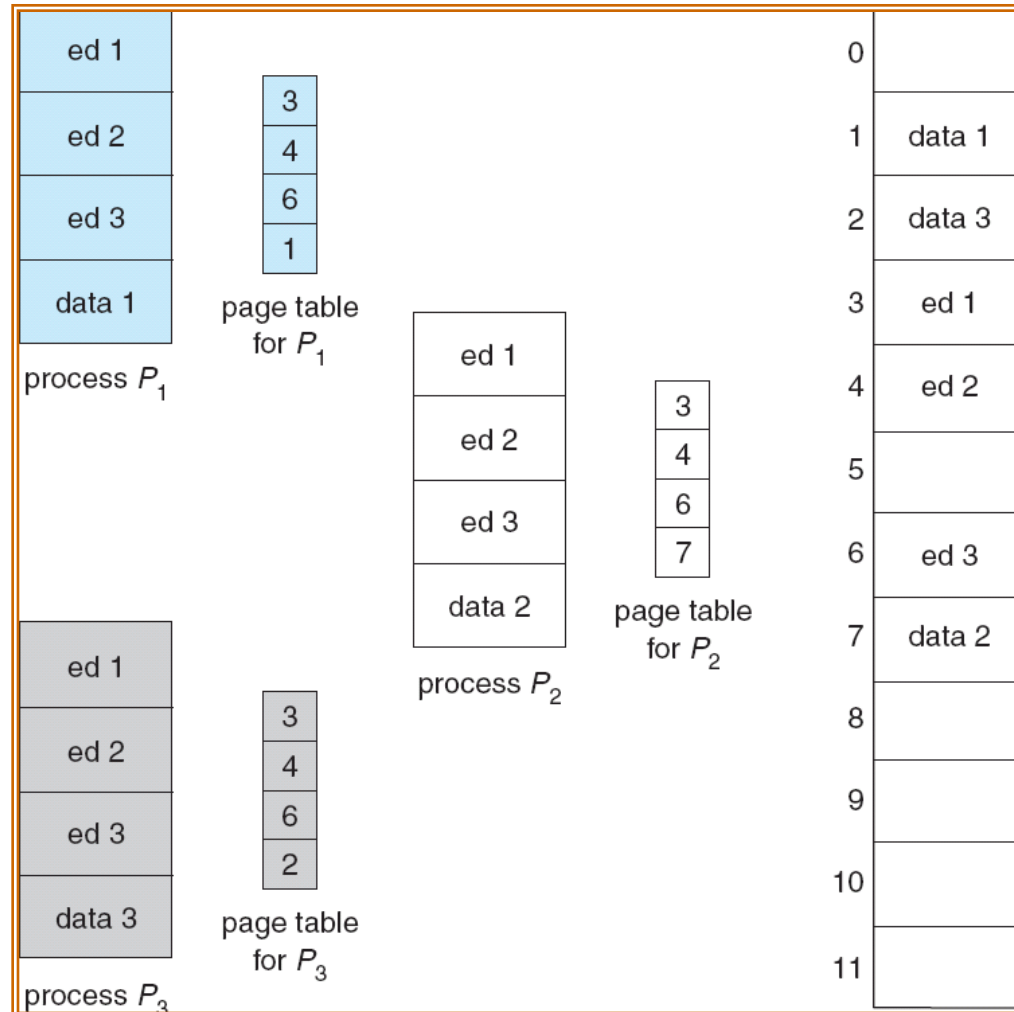 ed 1
ed 2
ed 3
data 1
process P1
3
4
6
1
page table
for P1
ed 1
ed 2
ed 3
data 2
process P2
3
4
6
7
page table
for P2
ed 1
ed 2
ed 3
data 3
process P3
3
4
6
2
page table
for P3
0
1 data 1
2 data 3
3 ed 1
4 ed 2
5
6 ed 3
7 data 2
8
9
10
11